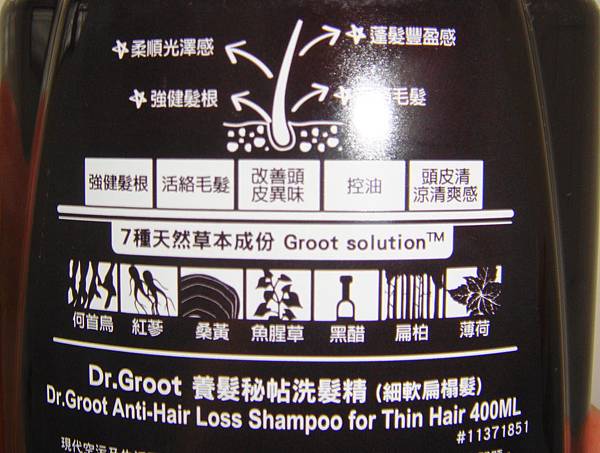 ☆柔順光澤感
☆蓬髮豐盈感
☆強健髮根
毛髮
強健髮根
活絡毛髮
改善頭
皮異味
控油
頭皮清
涼清爽感
7種天然草本成份 Groot solution™
何首烏
紅蔘
桑黃
魚腥草
黑醋
扁柏
薄荷
Dr.Groot 養髮秘帖洗髮精 (細軟扁榻髮)
Dr.Groot Anti-Hair Loss Shampoo for Thin Hair 400ML
#11371851